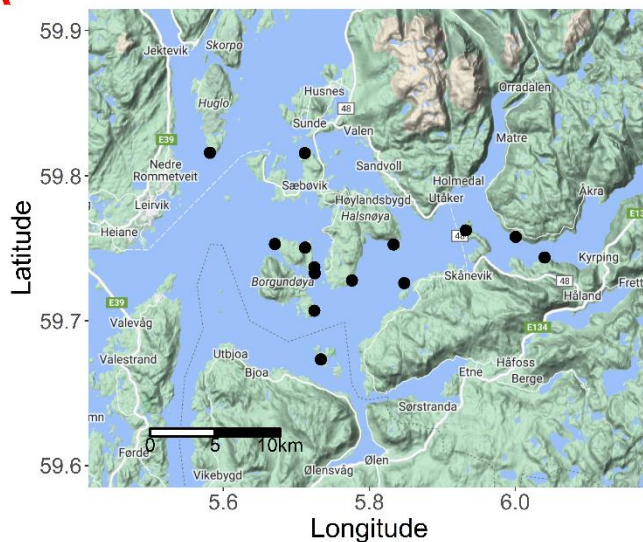 59.9
59.8
59.7
59.6
Latitude
5.6
5.8
6.0
Longitude
Skorpo
Jektevik
Huglo
Husnes
48
Sunde
Valen
Orradalen
Matre
E39
Nedre
Rommetveit
Leirvik
Heiane
Sæbøvik
Sandvoll
Høylandsbygd
Halsnøya
Holmedal
Utåker
Åkra
48
Kyrping
Skånevik
48
Håland
Borgundøya
E39
Valevåg
Valestrand
Utbjoa
Bjoa
E134
Etne
Håfoss
Berge
Sørstranda
0 5 10km
Førde
Vikebygd
Ølensvåg
Ølen